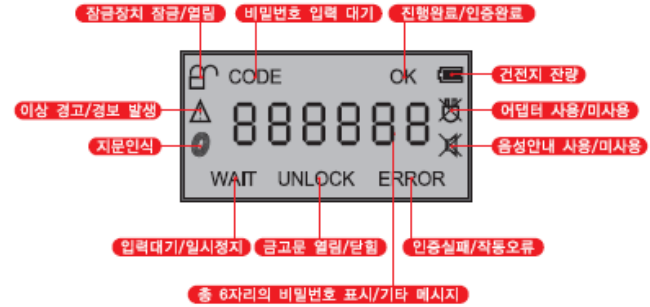 잠금장치 잠금/열림
비밀번호 입력 대기
진행완료/인증완료
CODE
OK
건전지 잔량
이상 경고/경보 발생
888888
어댑터 사용/미사용
지문인식
음성안내 사용/미사용
WAIT UNLOCK ERROR
입력대기/일시정지
금고문 열림/닫힘
인증실패/작동오류
총 6자리의 비밀번호 표시/기타 메시지